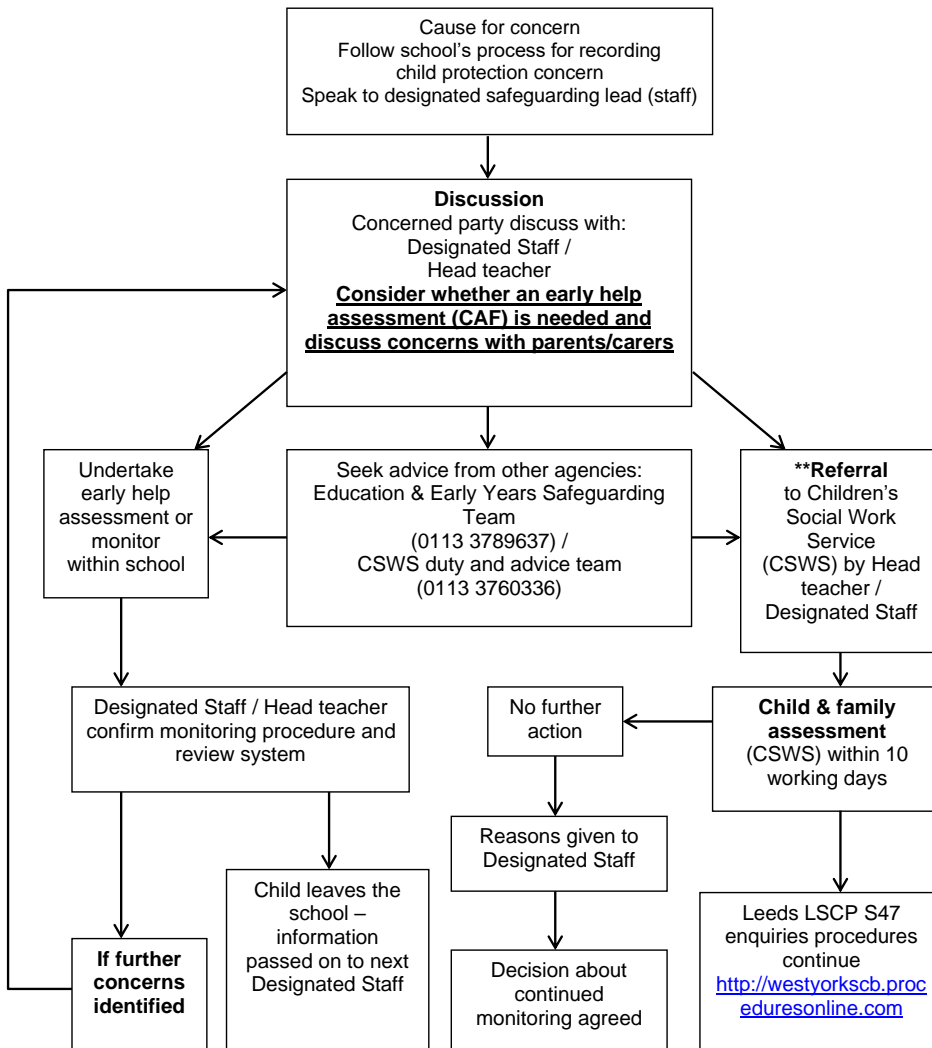 Cause for concern
Follow school’s process for recording
child protection concern
Speak to designated safeguarding lead (staff)
Discussion
Concerned party discuss with:
Designated Staff /
Head teacher
Consider whether an early help
assessment (CAF) is needed and
discuss concerns with parents/carers
Undertake
early help
assessment or
monitor
within school
Seek advice from other agencies:
Education & Early Years Safeguarding
Team
(0113 3789637) /
CSWS duty and advice team
(0113 3760336)
**Referral
to Children’s
Social Work
Service
(CSWS) by Head
teacher /
Designated Staff
Designated Staff / Head teacher
confirm monitoring procedure and
review system
No further
action
Child & family
assessment
(CSWS) within 10
working days
Reasons given to
Designated Staff
Child leaves the
school –
information
passed on to next
Designated Staff
If further
concerns
identified
Decision about
continued
monitoring agreed
Leeds LSCP S47
enquiries procedures
continue
http://westyorkscb.proc
eduresonline.com